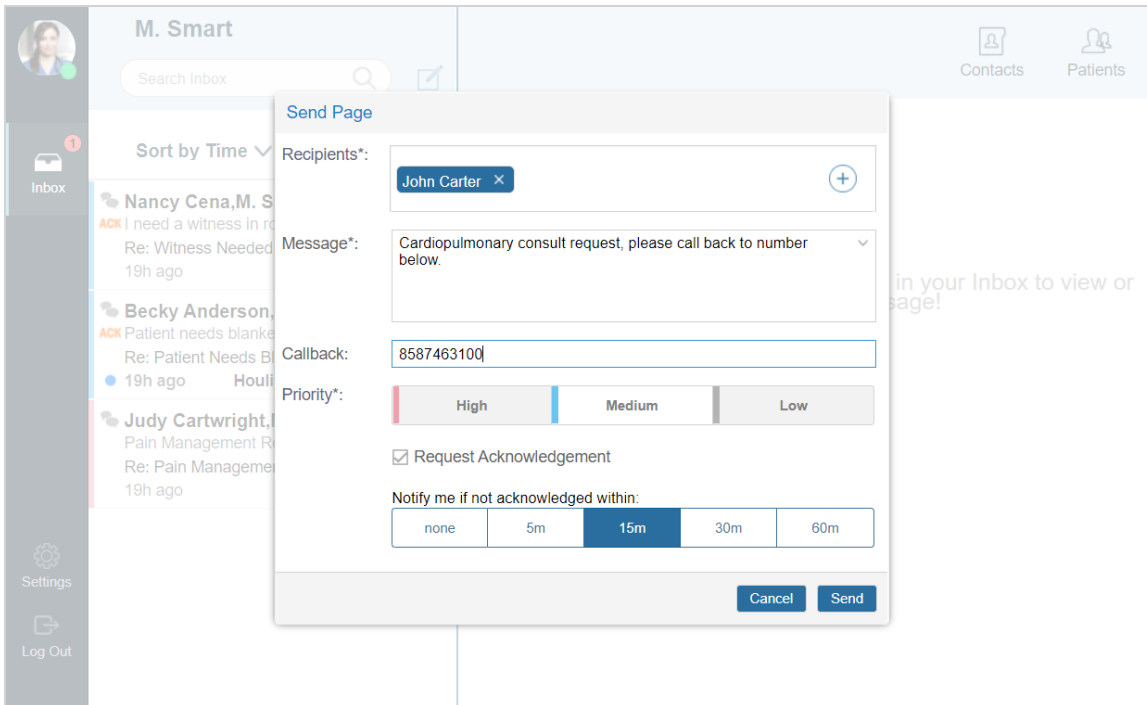 M. Smart
Search Inbox
Contacts
Patients
1
Inbox
Sort by Time
Nancy Cena,M. S
ACK I need a witness in ro
Re: Witness Needed
19h ago
Becky Anderson,
ACK Patient needs blanke
Re: Patient Needs Bl
19h ago Houli
Judy Cartwright,
Pain Management R
Re: Pain Manageme
19h ago
Settings
Log Out
Send Page
Recipients*:
John Carter ×
Message*:
Cardiopulmonary consult request, please call back to number
below.
Callback:
8587463100
Priority*:
High
Medium
Low
Request Acknowledgement
Notify me if not acknowledged within:
none
5m
15m
30m
60m
Cancel
Send
in your Inbox to view or
sage!